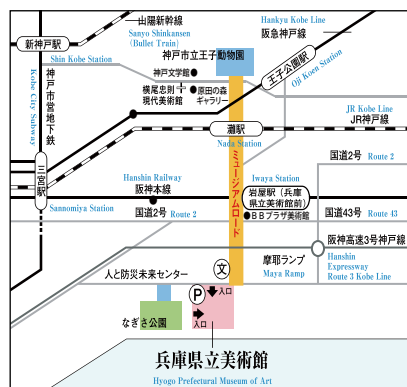 山陽新幹線
Sanyo Shinkansen
(Bullet Train)
Hankyu Kobe Line
阪急神戸線
新神戸駅
Shin Kobe Station
神戸市立王子動物園
王子公園駅
Oji Koen Station
神戸文学館
横尾忠則
現代美術館
原田の森
ギャラリー
神戸市営地下鉄
Kobe City Subway
JR Kobe Line
JR神戸線
灘駅
Nada Station
ミュージアムロード
国道2号 Route 2
三宮駅
Sannomiya Station
Hanshin Railway
阪神本線
Iwaya Station
岩屋駅（兵庫
県立美術館前）
国道2号 Route 2
BBプラザ美術館
国道43号 Route 43
阪神高速3号神戸線
Hanshin
Expressway
Route 3 Kobe Line
摩耶ランプ
Maya Ramp
文
人と防災未来センター
P
入口
入口
なぎさ公園
兵庫県立美術館
Hyogo Prefectural Museum of Art